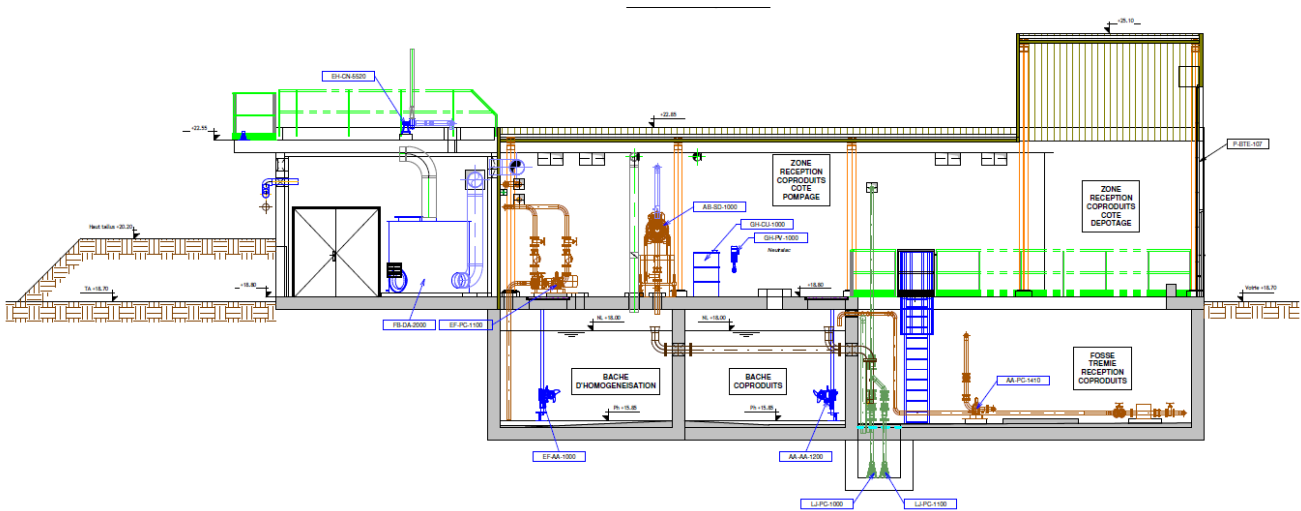 +25.10
EH-CN-5520
+22.85
+22.55
P-BTE-107
ZONE
RECEPTION
COPRODUITS
COTE
POMPAGE
ZONE
RECEPTION
COPRODUITS
COTE
DEPOTAGE
AB-SD-1000
GH-CU-1000
GH-PV-1000
Neutralac
Haut talus +20.20
TA +18.70
+18.80
+18.80
Voirie +18.70
FB-DA-2000
EF-PC-1100
NL +18.00
NL +18.00
BACHE
D'HOMOGENEISATION
BACHE
COPRODUITS
FOSSE
TREMIE
RECEPTION
COPRODUITS
AA-PC-1410
Ph +15.85
Ph +15.85
EF-AA-1000
AA-AA-1200
LJ-PC-1000
LJ-PC-1100